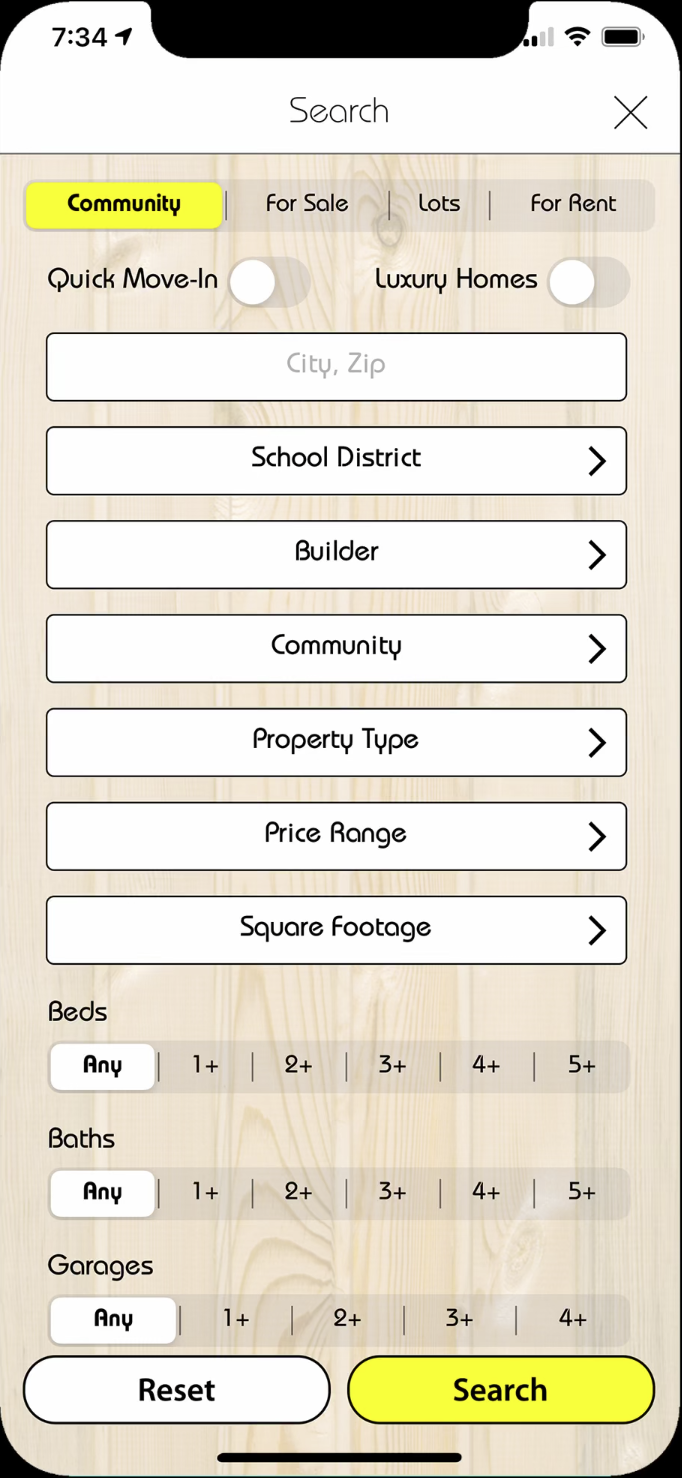 7:34
Search
Community For Sale Lots For Rent
Quick Move-In Luxury Homes
City, Zip
School District
Builder
Community
Property Type
Price Range
Square Footage
Beds
Any 1+ 2+ 3+ 4+ 5+
Baths
Any 1+ 2+ 3+ 4+ 5+
Garages
Any 1+ 2+ 3+ 4+
Reset Search